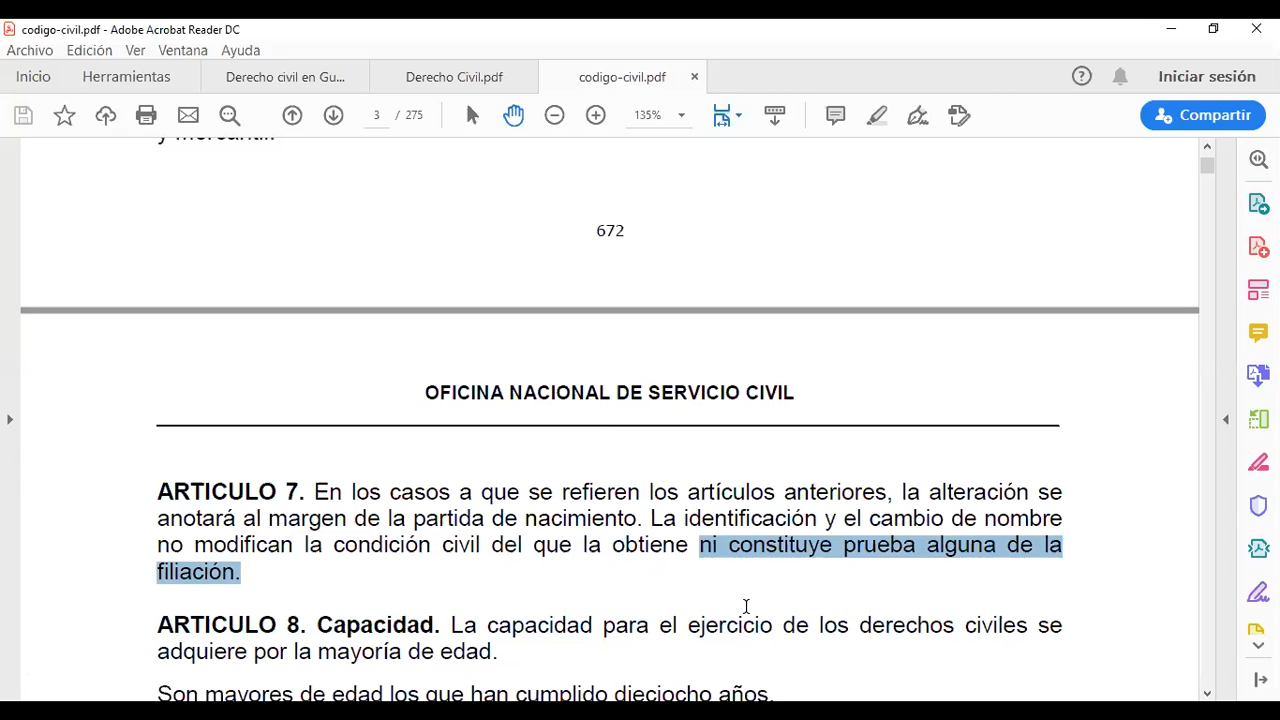 codigo-civil.pdf - Adobe Acrobat Reader DC
Archivo Edición Ver Ventana Ayuda
Inicio Herramientas Derecho civil en Gu... Derecho Civil.pdf codigo-civil.pdf × Iniciar sesión
3 / 275 135% Compartir
y Mercantil.
672
OFICINA NACIONAL DE SERVICIO CIVIL
ARTICULO 7. En los casos a que se refieren los artículos anteriores, la alteración se
anotará al margen de la partida de nacimiento. La identificación y el cambio de nombre
no modifican la condición civil del que la obtiene ni constituye prueba alguna de la
filiación.
ARTICULO 8. Capacidad. La capacidad para el ejercicio de los derechos civiles se
adquiere por la mayoría de edad.
Son mayores de edad los que han cumplido dieciocho años.